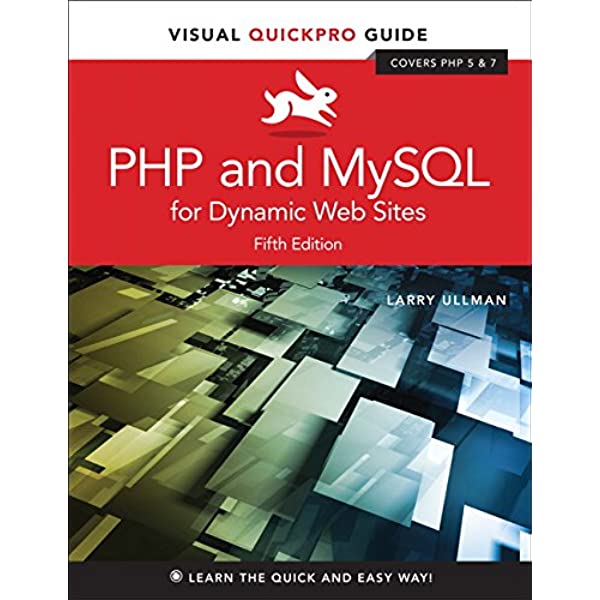 VISUAL QUICKPRO GUIDE
COVERS PHP 5 & 7
PHP and MySQL
for Dynamic Web Sites
Fifth Edition
LARRY ULLMAN
LEARN THE QUICK AND EASY WAY!